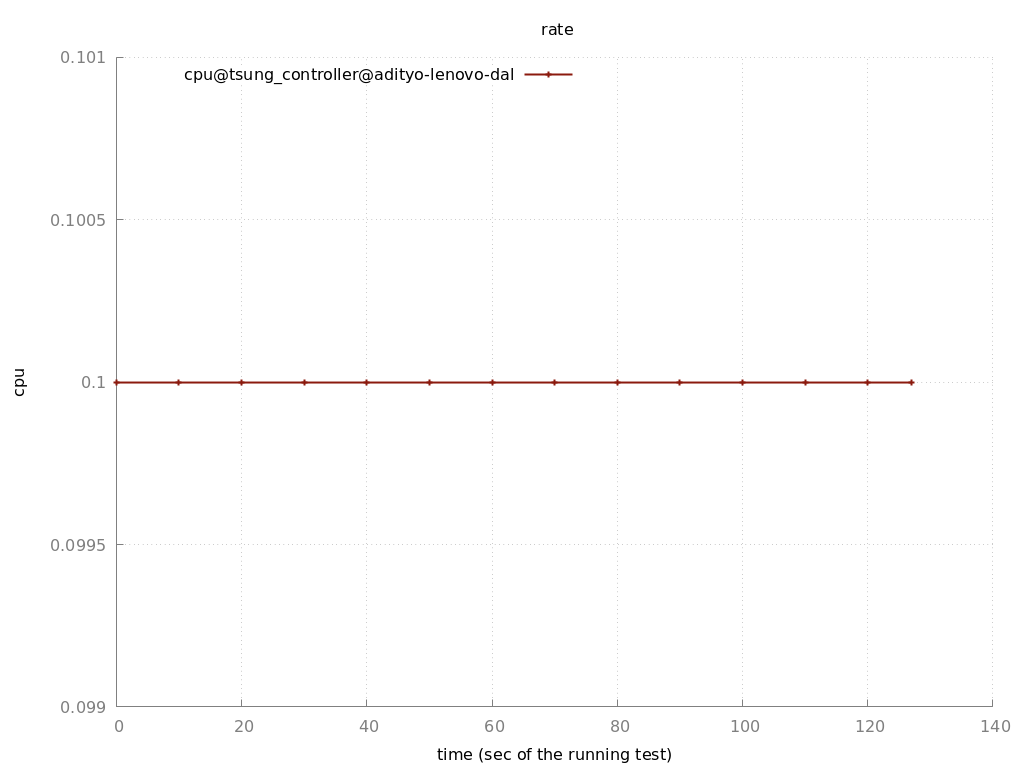 rate
0.101
cpu@tsung_controller@adityo-lenovo-dal
0.1005
cpu
0.1
0.0995
0.099
0 20 40 60 80 100 120 140
time (sec of the running test)